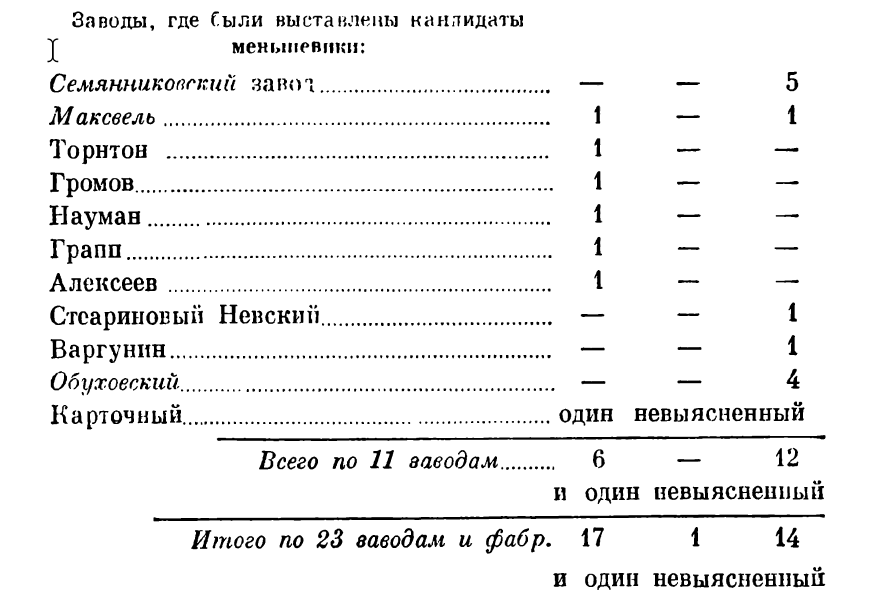 Заводы, где были выставлены кандидаты
меньшевики:
Семянниковский завод — — 5
Максвель 1 — 1
Торнтон 1 — —
Громов 1 — —
Науман 1 — —
Грапп 1 — —
Алексеев 1 — —
Стеариновый Невский — — 1
Варгунин — — 1
Обуховский — — 4
Карточный один невыясненный
Всего по 11 заводам 6 — 12
и один невыясненный
Итого по 23 заводам и фабр. 17 1 14
и один невыясненный